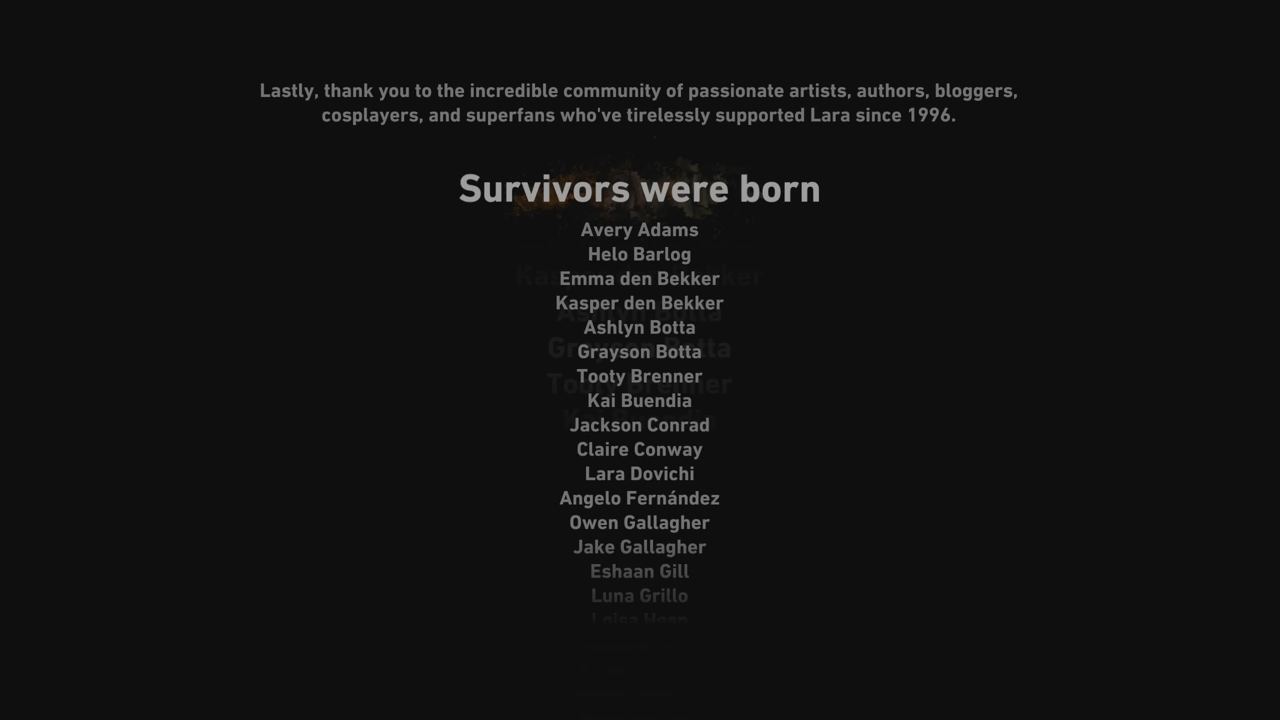 Lastly, thank you to the incredible community of passionate artists, authors, bloggers,
cosplayers, and superfans who've tirelessly supported Lara since 1996.
Survivors were born
Avery Adams
Helo Barlog
Emma den Bekker
Kasper den Bekker
Ashlyn Botta
Grayson Botta
Tooty Brenner
Kai Buendia
Jackson Conrad
Claire Conway
Lara Dovichi
Angelo Fernández
Owen Gallagher
Jake Gallagher
Eshaan Gill
Luna Grillo